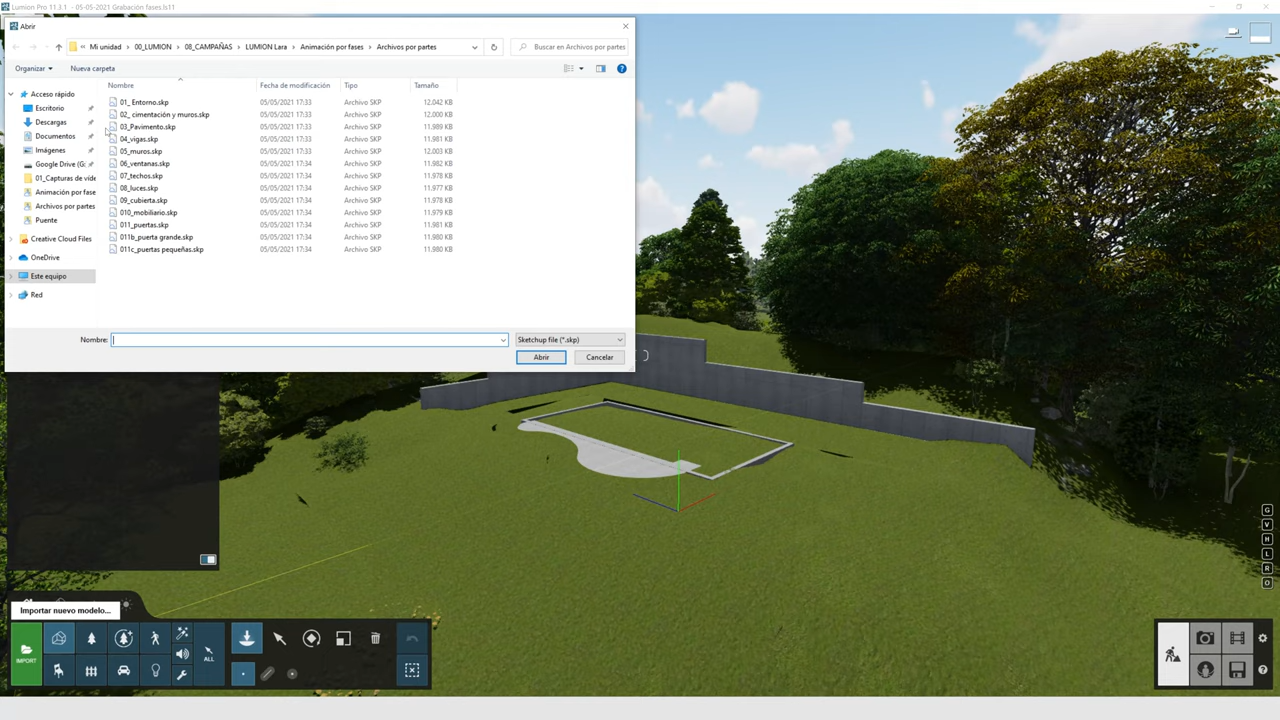 Lumion Pro 11.3.1 - 05-05-2021 Grabación fases.ls11
Abrir
« Mi unidad › 00_LUMION › 08_CAMPAÑAS › LUMION Lara › Animación por fases › Archivos por partes
Buscar en Archivos por partes
Organizar
Nueva carpeta
Nombre Fecha de modificación Tipo Tamaño
Acceso rápido
Escritorio
Descargas
Documentos
Imágenes
Google Drive (G:
01_Capturas de víde
Animación por fase
Archivos por partes
Puente
Creative Cloud Files
OneDrive
Este equipo
Red
01_ Entorno.skp 05/05/2021 17:33 Archivo SKP 12.042 KB
02_ cimentación y muros.skp 05/05/2021 17:33 Archivo SKP 12.003 KB
03_Pavimento.skp 05/05/2021 17:33 Archivo SKP 11.989 KB
04_vigas.skp 05/05/2021 17:33 Archivo SKP 11.981 KB
05_muros.skp 05/05/2021 17:33 Archivo SKP 12.003 KB
06_ventanas.skp 05/05/2021 17:34 Archivo SKP 11.982 KB
07_techos.skp 05/05/2021 17:34 Archivo SKP 11.978 KB
08_luces.skp 05/05/2021 17:34 Archivo SKP 11.977 KB
09_cubierta.skp 05/05/2021 17:34 Archivo SKP 11.978 KB
010_mobiliario.skp 05/05/2021 17:34 Archivo SKP 11.979 KB
011_puertas.skp 05/05/2021 17:34 Archivo SKP 11.981 KB
011b_puerta grande.skp 05/05/2021 17:34 Archivo SKP 11.980 KB
011c_puertas pequeñas.skp 05/05/2021 17:34 Archivo SKP 11.980 KB
Nombre:
Sketchup file (*.skp)
Abrir
Cancelar
G
V
H
L
R
O
Importar nuevo modelo...
IMPORT
ALL